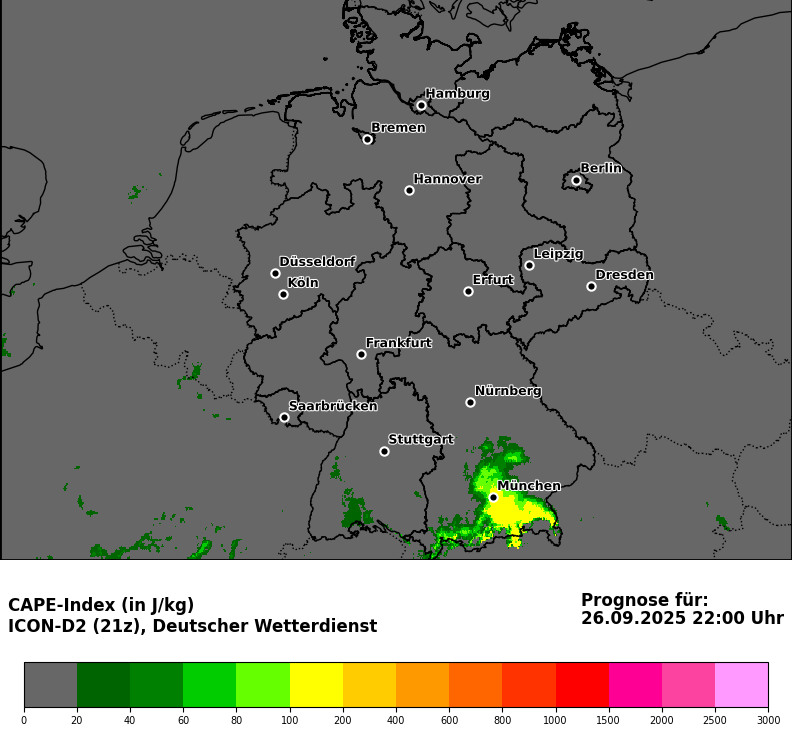 Hamburg
Bremen
Berlin
Hannover
Leipzig
Düsseldorf
Dresden
Köln
Erfurt
Frankfurt
Nürnberg
Saarbrücken
Stuttgart
München
CAPE-Index (in J/kg)
ICON-D2 (21z), Deutscher Wetterdienst
Prognose für:
26.09.2025 22:00 Uhr
0 20 40 60 80 100 200 400 600 800 1000 1500 2000 2500 3000